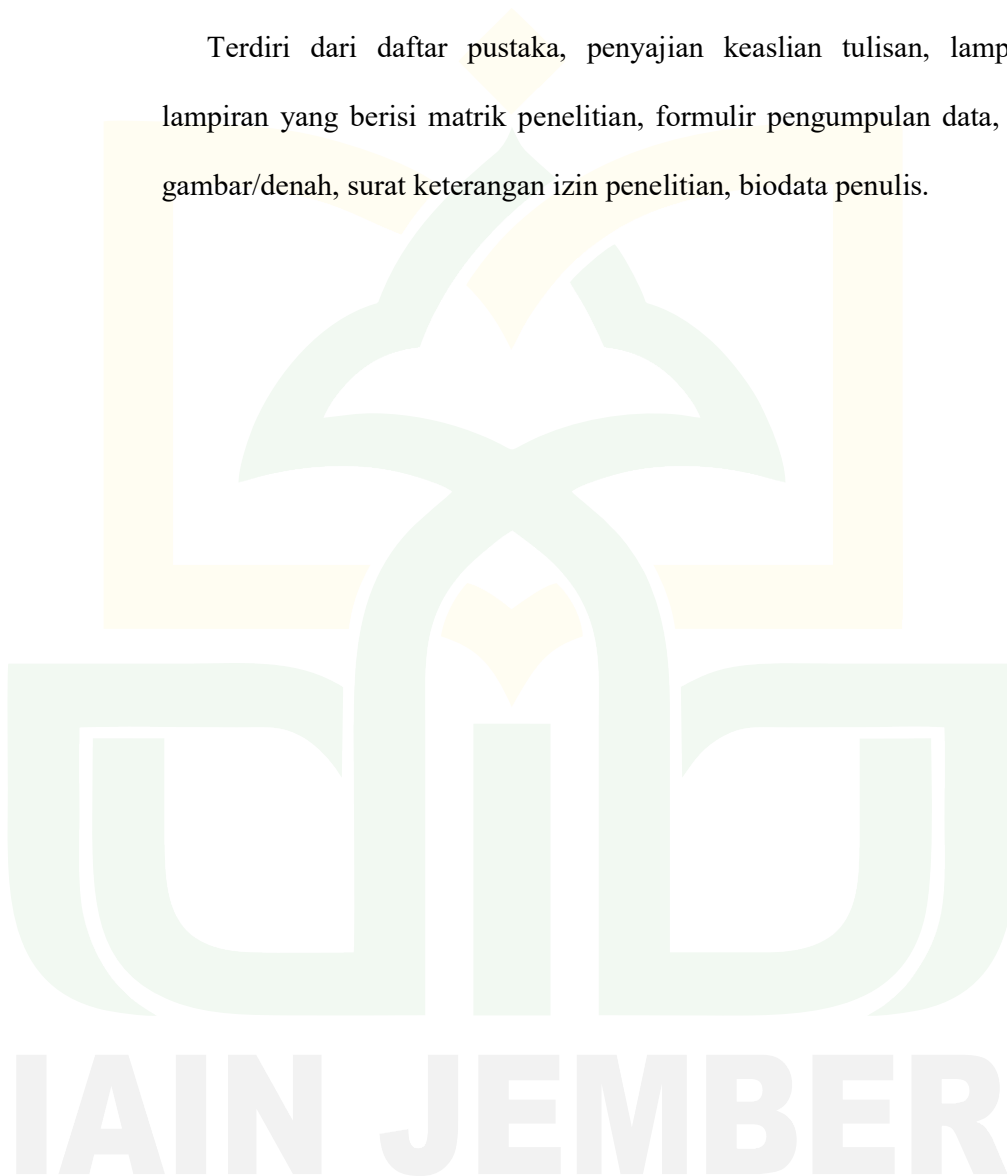 Terdiri dari daftar pustaka, penyajian keaslian tulisan, lamp
lampiran yang berisi matrik penelitian, formulir pengumpulan data,
gambar/denah, surat keterangan izin penelitian, biodata penulis.
IAIN JEMBER